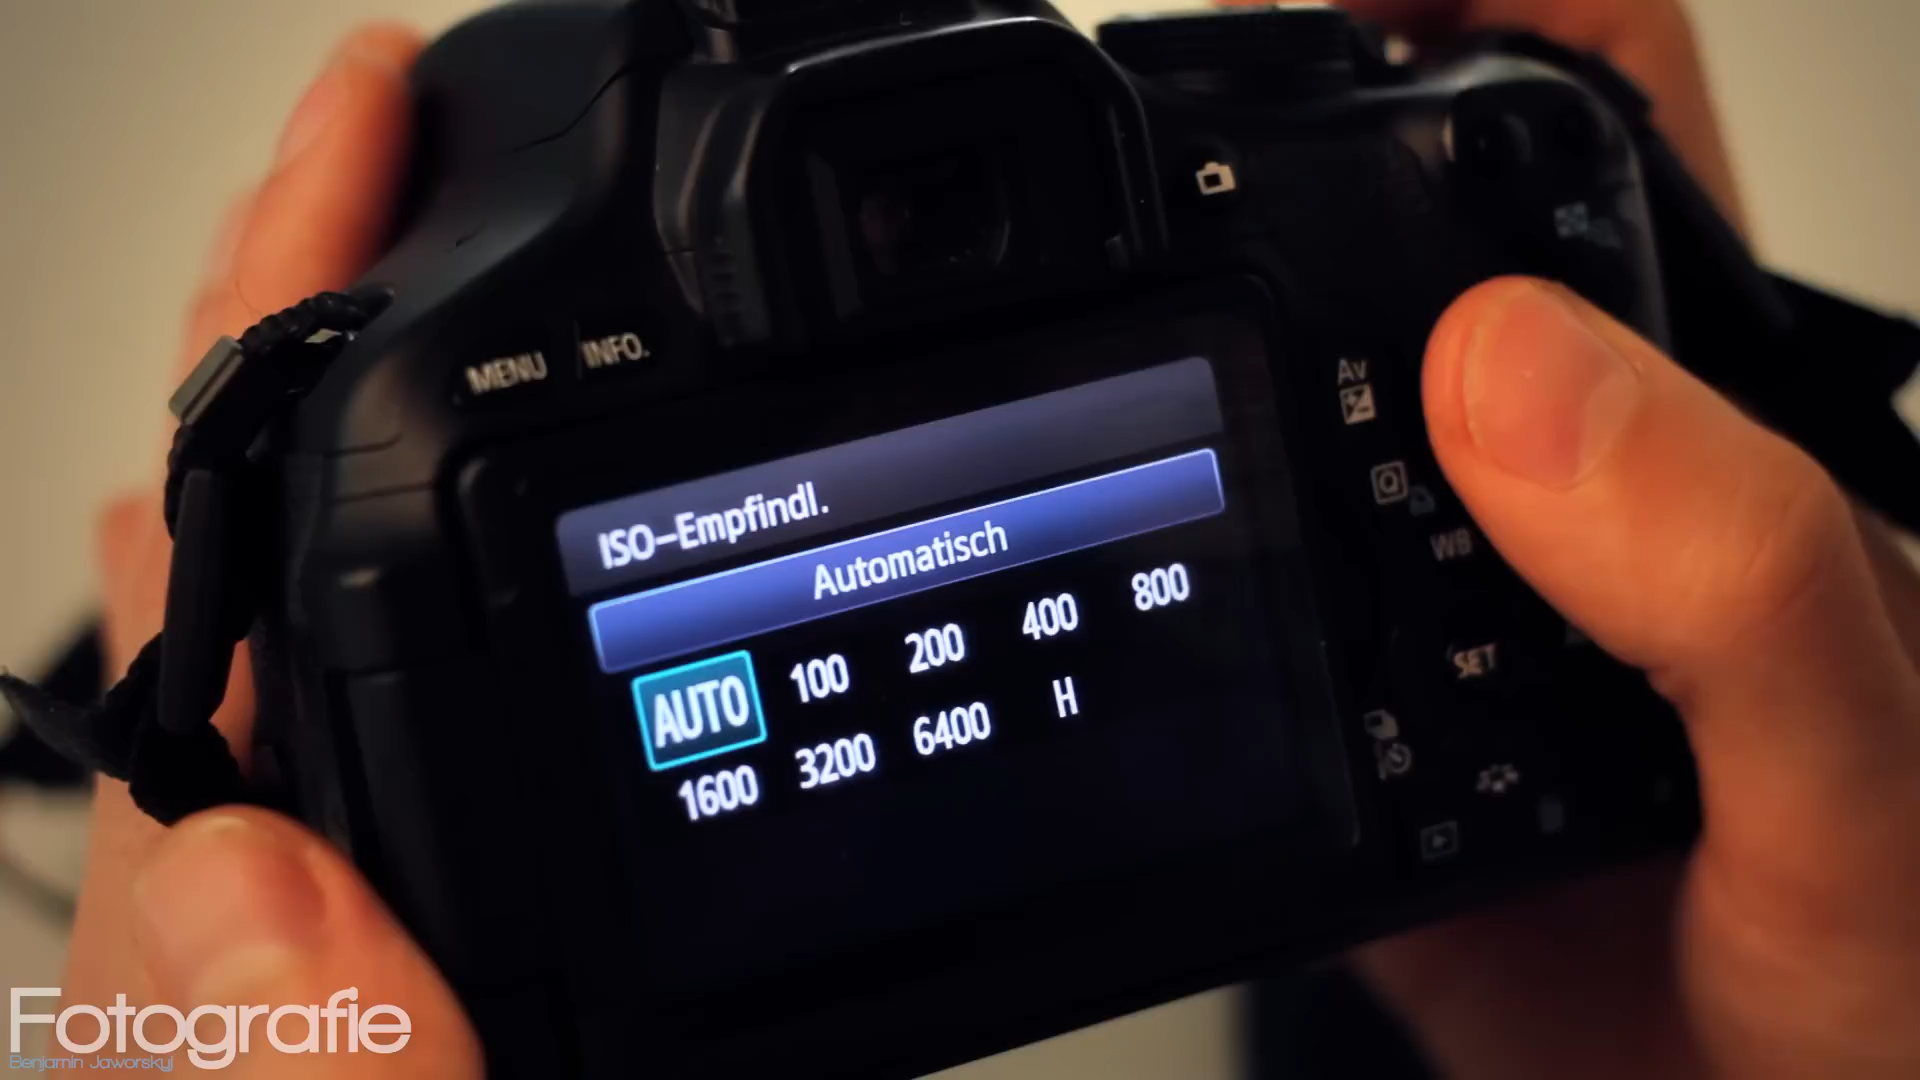 MENU INFO.
Av
Q
WB
SET
ISO-Empfindl.
Automatisch
AUTO 100 200 400 800
1600 3200 6400 H
Fotografie
Benjamin Jaworskyj